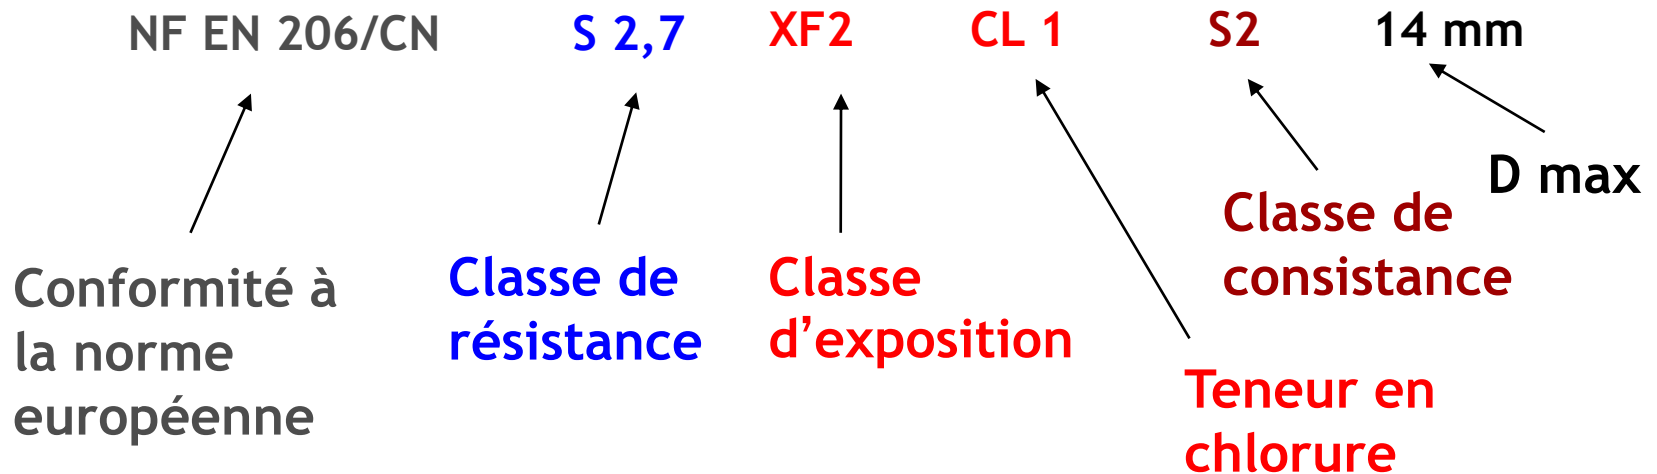 NF EN 206/CN S 2,7 XF2 CL 1 S2 14 mm
D max
Classe de
consistance
Conformité à
la norme
européenne
Classe de
résistance
Classe
d’exposition
Teneur en
chlorure